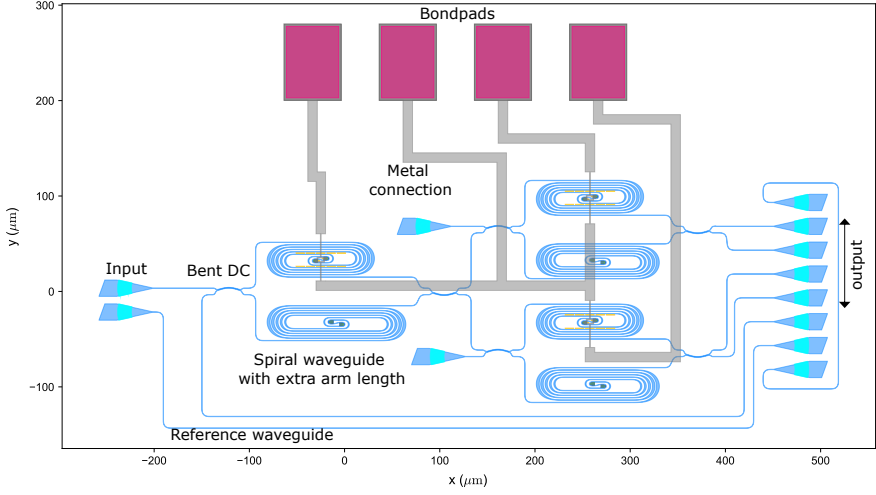 Bondpads
300
200
Metal
connection
100
y (μm)
Input
Bent DC
output
0
Spiral waveguide
with extra arm length
−100
Reference waveguide
−200
−100
0
100
200
300
400
500
x (μm)